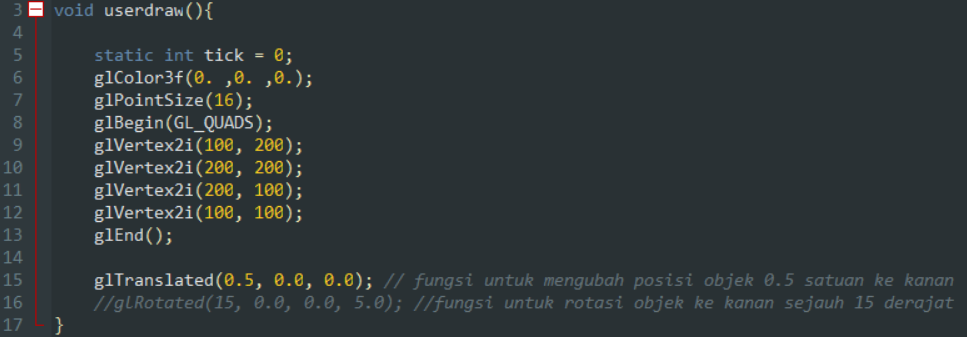 3 void userdraw(){
4
5 static int tick = 0;
6 glColor3f(0. ,0. ,0.);
7 glPointSize(16);
8 glBegin(GL_QUADS);
9 glVertex2i(100, 200);
10 glVertex2i(200, 200);
11 glVertex2i(200, 100);
12 glVertex2i(100, 100);
13 glEnd();
14
15 glTranslated(0.5, 0.0, 0.0); // fungsi untuk mengubah posisi objek 0.5 satuan ke kanan
16 //glRotated(15, 0.0, 0.0, 5.0); //fungsi untuk rotasi objek ke kanan sejauh 15 derajat
17 }